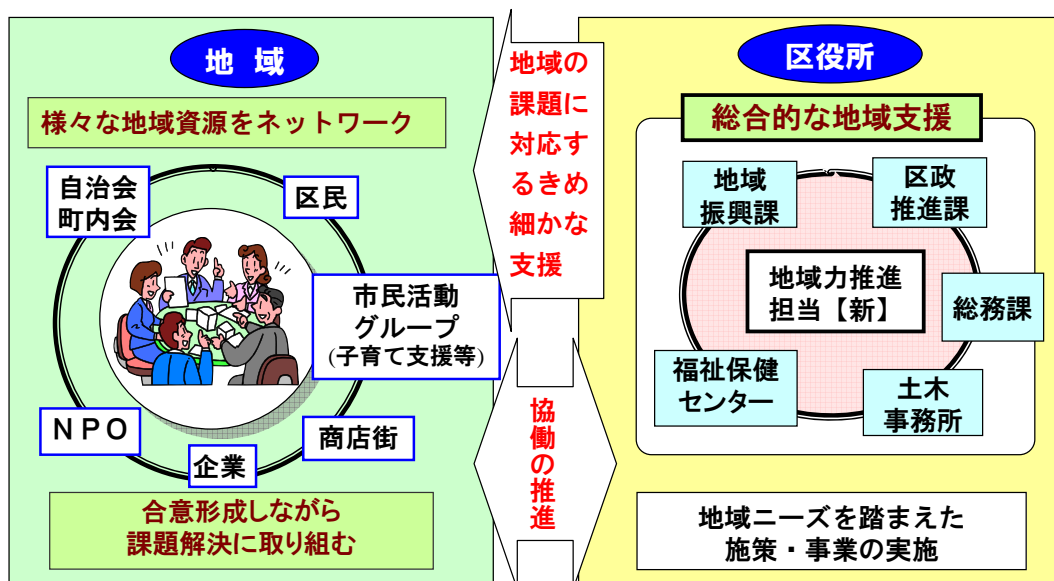 地 域
様々な地域資源をネットワーク
自治会
町内会
区民
市民活動
グループ
(子育て支援等)
ＮＰＯ
企業
商店街
合意形成しながら
課題解決に取り組む
地域の
課題に
対応す
るきめ
細かな
支援
協働の推進
区役所
総合的な地域支援
地域
振興課
区政
推進課
地域力推進
担当【新】
総務課
福祉保健
センター
土木
事務所
地域ニーズを踏まえた
施策・事業の実施